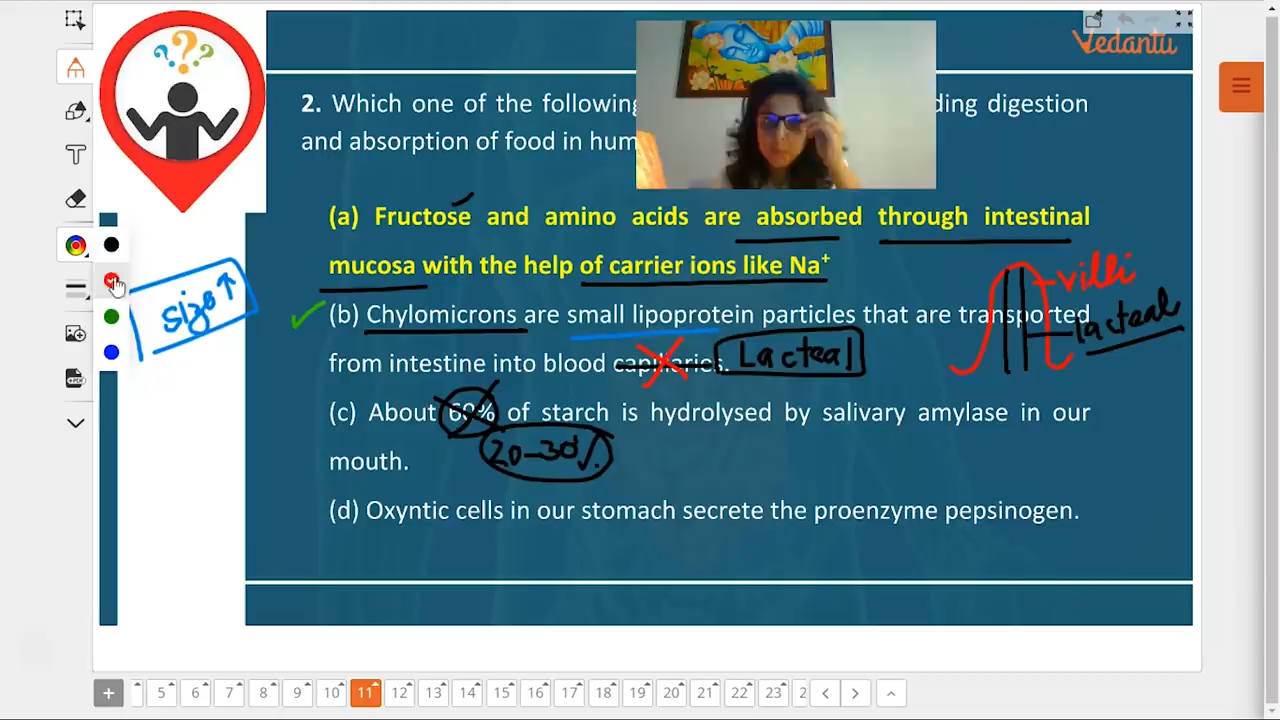 Vedantu
2. Which one of the following ding digestion
and absorption of food in hum
(a) Fructose and amino acids are absorbed through intestinal
mucosa with the help of carrier ions like Na+
(b) Chylomicrons are small lipoprotein particles that are transported
from intestine into blood capillaries. Lacteal
(c) About 60% of starch is hydrolysed by salivary amylase in our
20-30%
mouth.
(d) Oxyntic cells in our stomach secrete the proenzyme pepsinogen.
size↑
villi
lacteal
5 6 7 8 9 10 11 12 13 14 15 16 17 18 19 20 21 22 23 2